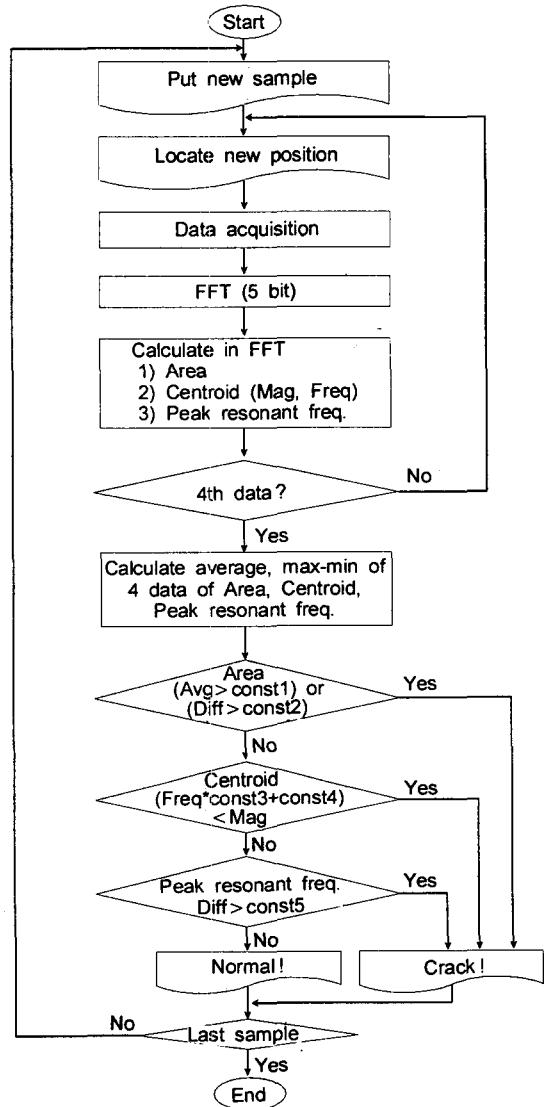 Start
Put new sample
Locate new position
Data acquisition
FFT (5 bit)
Calculate in FFT
1) Area
2) Centroid (Mag, Freq)
3) Peak resonant freq.
4th data?
No
Yes
Calculate average, max-min of
4 data of Area, Centroid,
Peak resonant freq.
Area
(Avg>const1) or
(Diff>const2)
Yes
No
Centroid
(Freq*const3+const4)
<Mag
Yes
No
Peak resonant freq.
Diff>const5
Yes
No
Normal!
Crack!
No
Last sample
Yes
End